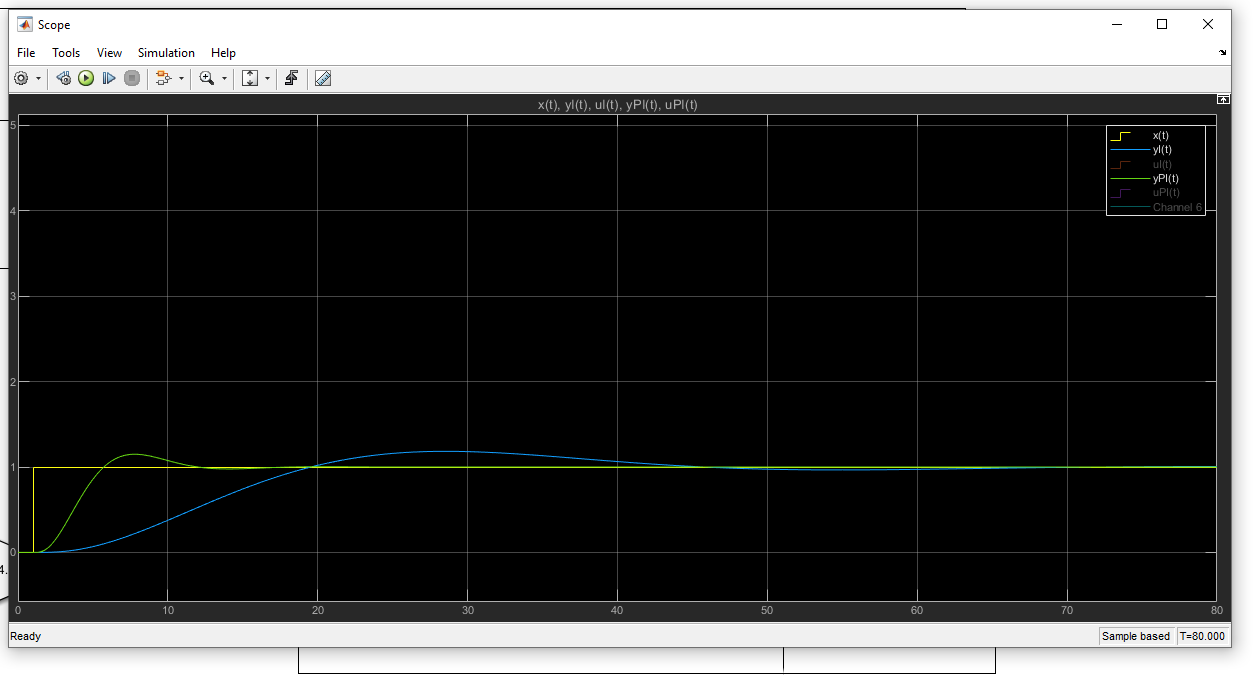 Scope
File Tools View Simulation Help
x(t), yI(t), uI(t), yPI(t), uPI(t)
5
4
3
2
1
0
x(t)
yI(t)
uI(t)
yPI(t)
uPI(t)
Channel 6
4.
0 10 20 30 40 50 60 70 80
Ready
Sample based T=80.000